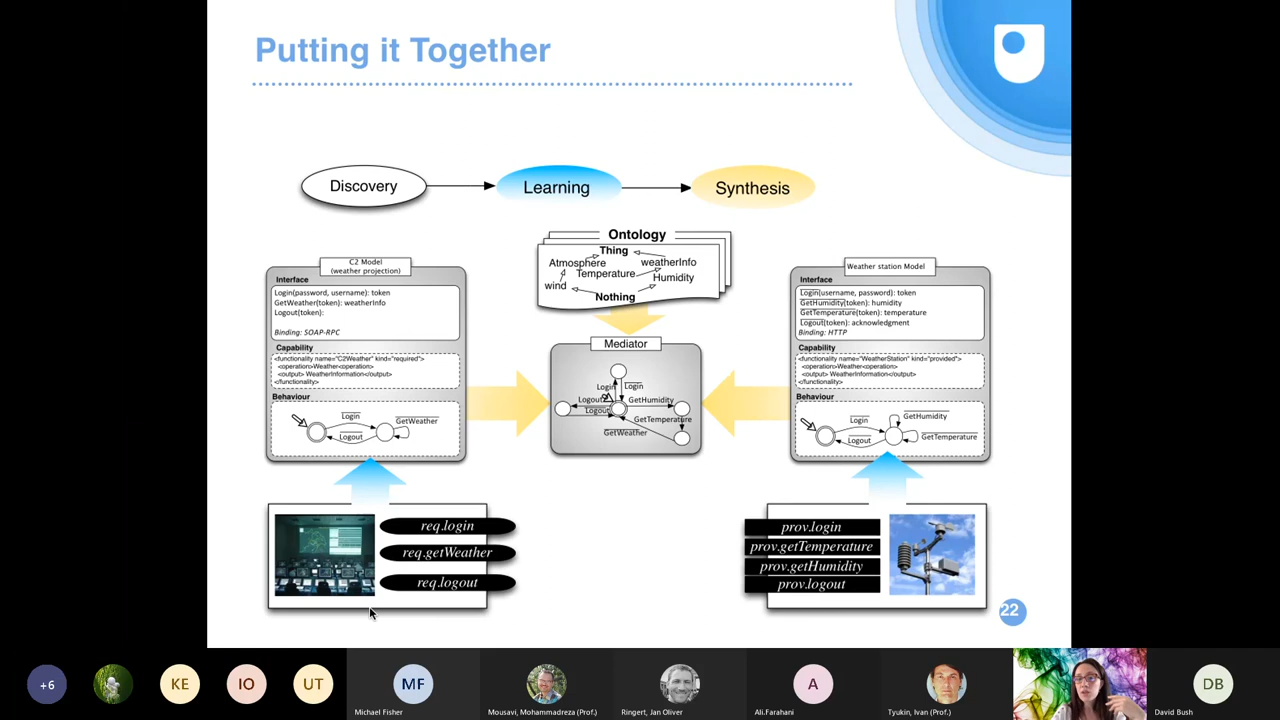 Putting it Together
Discovery
Learning
Synthesis
Ontology
Thing
Atmosphere
weatherInfo
Temperature
Humidity
wind
Nothing
C2 Model
(weather projection)
Interface
Login(password, username): token
GetWeather(token): weatherInfo
Logout(token):
Binding: SOAP-RPC
Capability
<functionality name="C2Weather" kind="required">
<operation>Weather<operation>
<output> WeatherInformation</output>
</functionality>
Behaviour
Login
GetWeather
Logout
Mediator
Login
Login
Logout
GetHumidity
Logout
GetTemperature
GetWeather
Weather station Model
Interface
Login(username, password): token
GetHumidity(token): humidity
GetTemperature(token): temperature
Logout(token): acknowledgment
Binding: HTTP
Capability
<functionality name="WeatherStation" kind="provided">
<operation>Weather<operation>
<output> WeatherInformation</output>
</functionality>
Behaviour
GetHumidity
Login
Logout
GetTemperature
req.login
req.getWeather
req.logout
prov.login
prov.getTemperature
prov.getHumidity
prov.logout
22
+6
KE
IO
UT
MF
A
DB
Michael Fisher
Mousavi, Mohammadreza (Prof.)
Ringert, Jan Oliver
Ali.Farahani
Tyukin, Ivan (Prof.)
David Bush